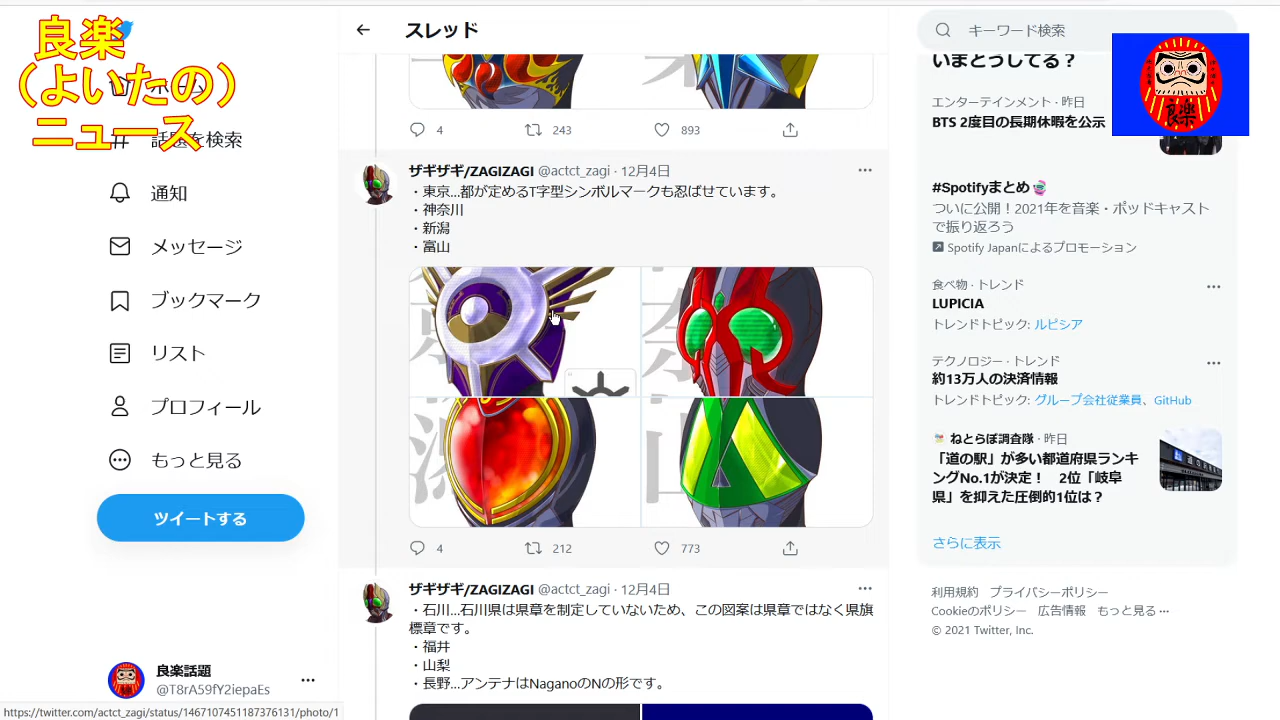 良楽
（よいたの）
ニュース
話題を検索
通知
メッセージ
ブックマーク
リスト
プロフィール
もっと見る
ツイートする
良楽話題
@T8rA59fY2iepaEs
https://twitter.com/actct_zagi/status/1467107451187376131/photo/1
スレッド
4
243
893
ザギザギ/ZAGIZAGI @actct_zagi · 12月4日
・東京...都が定めるT字型シンボルマークも忍ばせています。
・神奈川
・新潟
・富山
4
212
773
ザギザギ/ZAGIZAGI @actct_zagi · 12月4日
・石川...石川県は県章を制定していないため、この図案は県章ではなく県旗
標章です。
・福井
・山梨
・長野...アンテナはNaganoのNの形です。
キーワード検索
いまどうしてる？
良楽
エンターテインメント · 昨日
BTS 2度目の長期休暇を公示
#Spotifyまとめ
ついに公開！2021年を音楽・ポッドキャスト
で振り返ろう
Spotify Japanによるプロモーション
食べ物 · トレンド
LUPICIA
トレンドトピック: ルピシア
テクノロジー · トレンド
約13万人の決済情報
トレンドトピック: グループ会社従業員、GitHub
ねとらぼ調査隊 · 昨日
「道の駅」が多い都道府県ラン
キングNo.1が決定！ 2位「岐阜
県」を抑えた圧倒的1位は？
さらに表示
利用規約 プライバシーポリシー
Cookieのポリシー 広告情報 もっと見る
© 2021 Twitter, Inc.